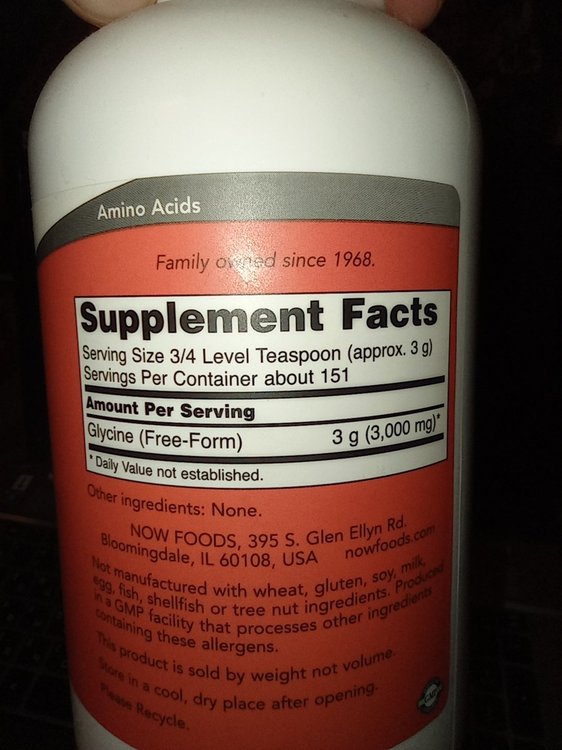 Amino Acids
Family owned since 1968.
Supplement Facts
Serving Size 3/4 Level Teaspoon (approx. 3 g)
Servings Per Container about 151
Amount Per Serving
Glycine (Free-Form) 3 g (3,000 mg)*
* Daily Value not established.
Other ingredients: None.
NOW FOODS, 395 S. Glen Ellyn Rd.
Bloomingdale, IL 60108, USA nowfoods.com
Not manufactured with wheat, gluten, soy, milk,
egg, fish, shellfish or tree nut ingredients. Produced
in a GMP facility that processes other ingredients
containing these allergens.
This product is sold by weight not volume.
Store in a cool, dry place after opening.
Please Recycle.
GMP